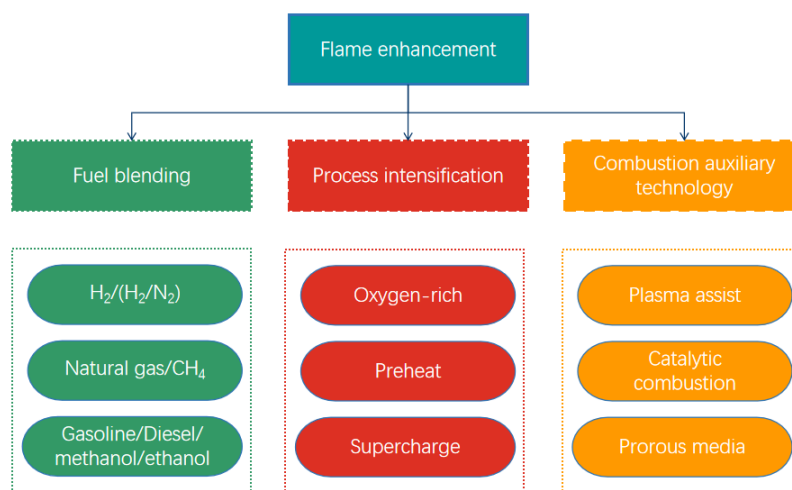 Flame enhancement
Fuel blending
Process intensification
Combustion auxiliary
technology
H₂/(H₂/N₂)
Oxygen-rich
Plasma assist
Natural gas/CH₄
Preheat
Catalytic
combustion
Gasoline/Diesel/
methanol/ethanol
Supercharge
Prorous media